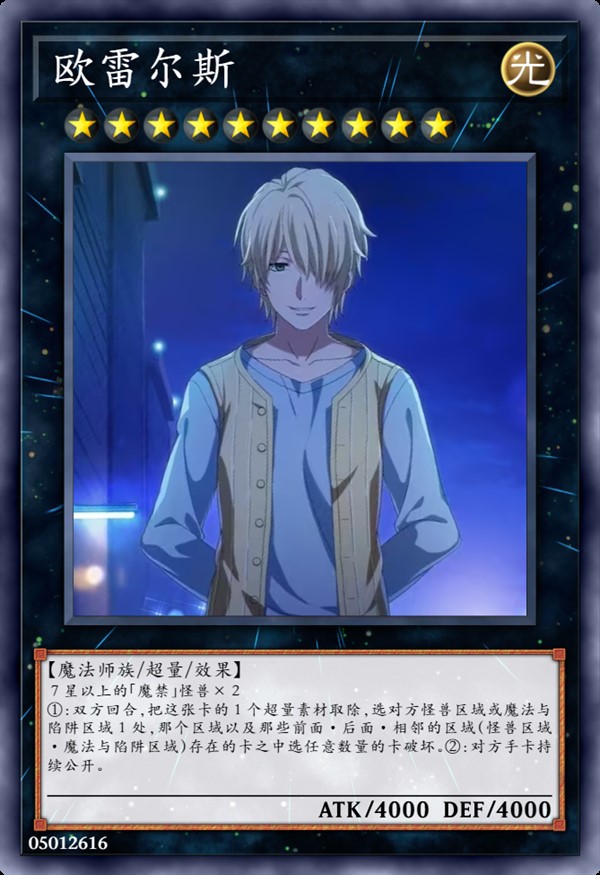 欧雷尔斯
光
【魔法师族/超量/效果】
7星以上的「魔禁」怪兽×2
①:双方回合,把这张卡的1个超量素材取除,选对方怪兽区域或魔法与
陷阱区域1处,那个区域以及那些前面·后面·相邻的区域(怪兽区域
·魔法与陷阱区域)存在的卡之中选任意数量的卡破坏。②:对方手卡持
续公开。
ATK/4000 DEF/4000
05012616